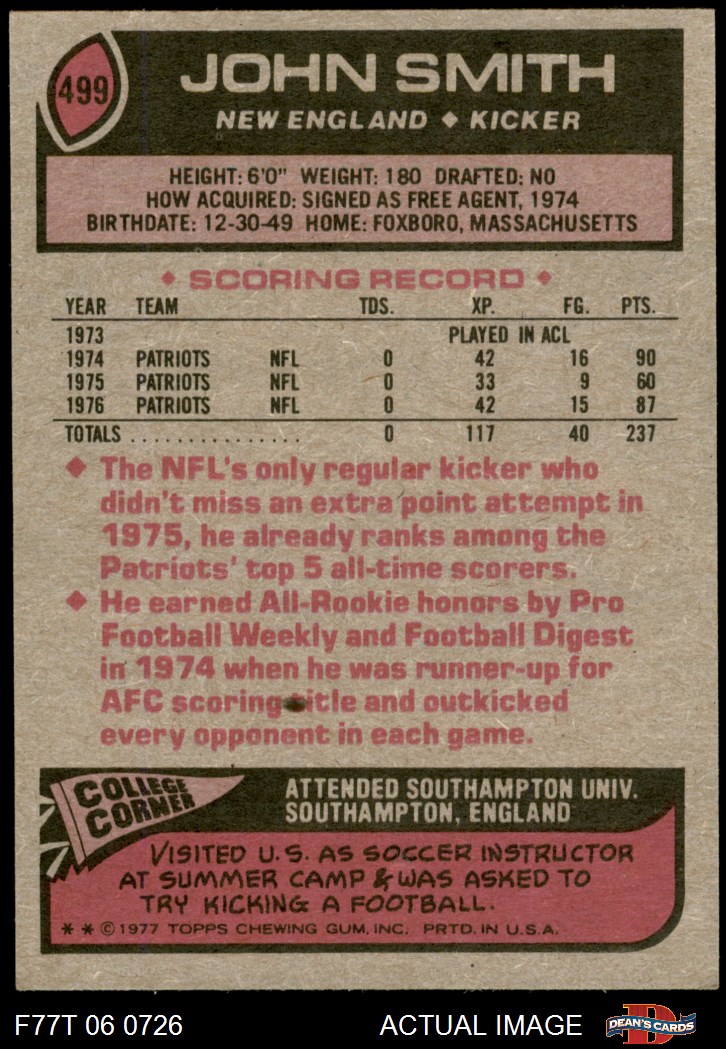 499
JOHN SMITH
NEW ENGLAND ◆ KICKER
HEIGHT: 6'0" WEIGHT: 180 DRAFTED: NO
HOW ACQUIRED: SIGNED AS FREE AGENT, 1974
BIRTHDATE: 12-30-49 HOME: FOXBORO, MASSACHUSETTS
◆ SCORING RECORD ◆
YEAR TEAM TDS. XP. FG. PTS.
1973 PLAYED IN ACL
1974 PATRIOTS NFL 0 42 16 90
1975 PATRIOTS NFL 0 33 9 60
1976 PATRIOTS NFL 0 42 15 87
TOTALS ............... 0 117 40 237
◆ The NFL's only regular kicker who
didn't miss an extra point attempt in
1975, he already ranks among the
Patriots' top 5 all-time scorers.
◆ He earned All-Rookie honors by Pro
Football Weekly and Football Digest
in 1974 when he was runner-up for
AFC scoring title and outkicked
every opponent in each game.
COLLEGE
CORNER
ATTENDED SOUTHAMPTON UNIV.
SOUTHAMPTON, ENGLAND
VISITED U.S. AS SOCCER INSTRUCTOR
AT SUMMER CAMP & WAS ASKED TO
TRY KICKING A FOOTBALL.
* * © 1977 TOPPS CHEWING GUM, INC. PRTD. IN U.S.A.
F77T 06 0726 ACTUAL IMAGE
D
DEAN'S CARDS